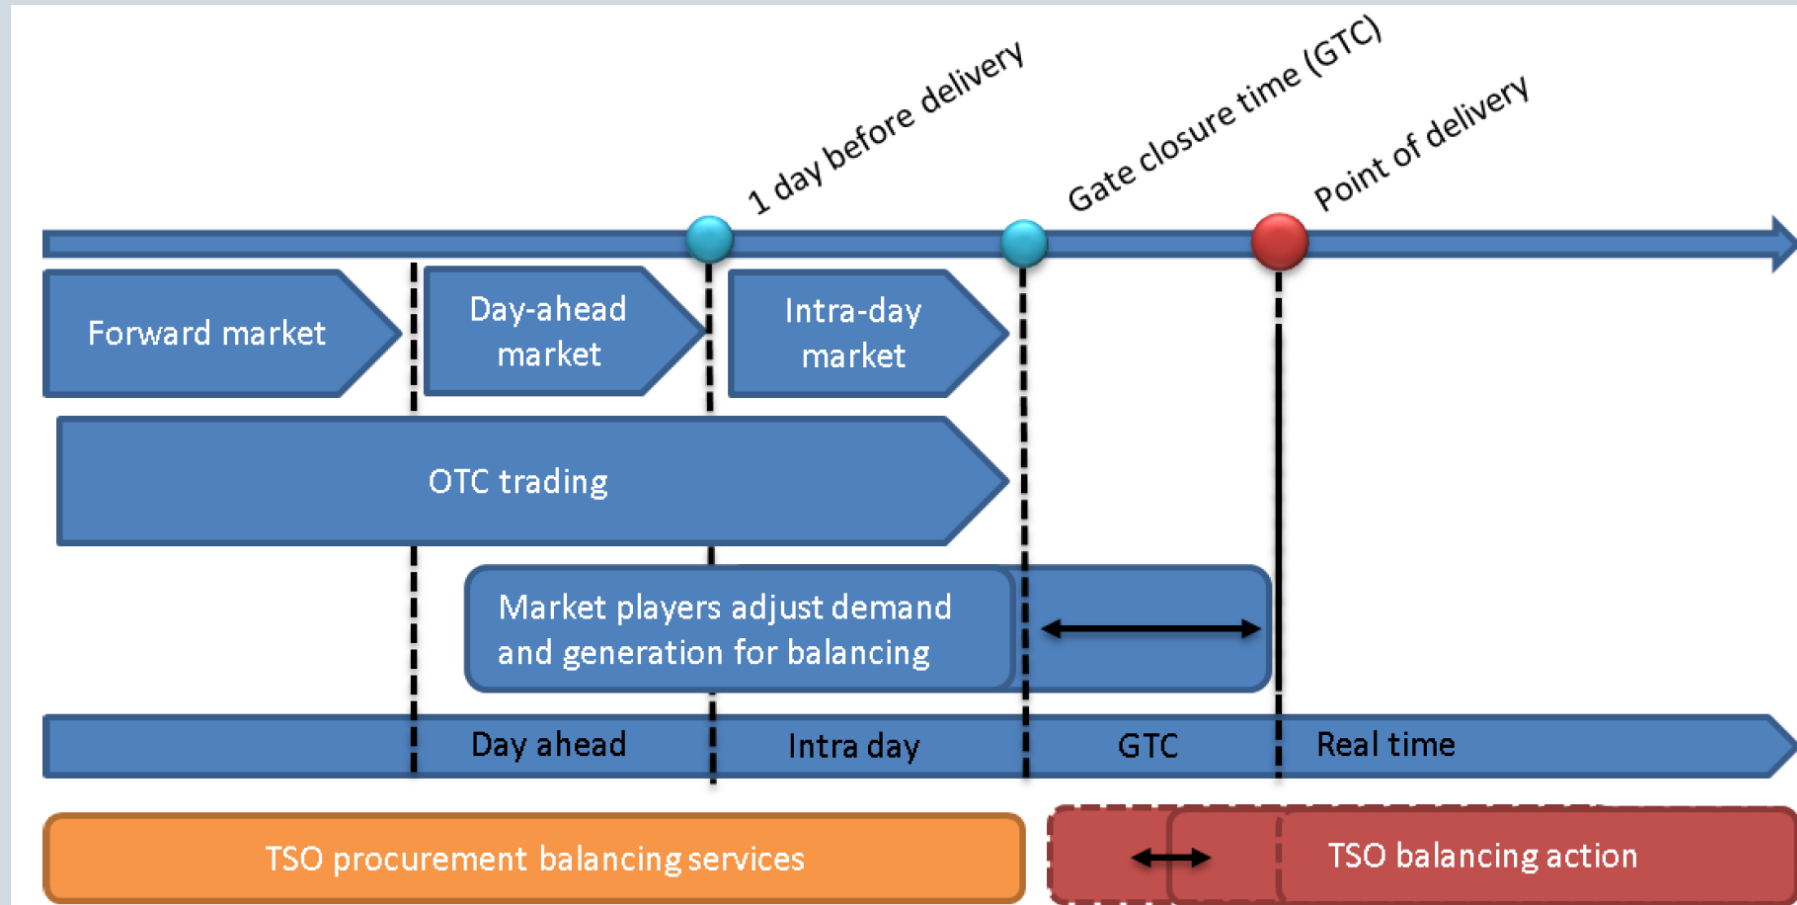 1 day before delivery
Gate closure time (GTC)
Point of delivery
Forward market
Day-ahead
market
Intra-day
market
OTC trading
Market players adjust demand
and generation for balancing
Day ahead
Intra day
GTC
Real time
TSO procurement balancing services
TSO balancing action